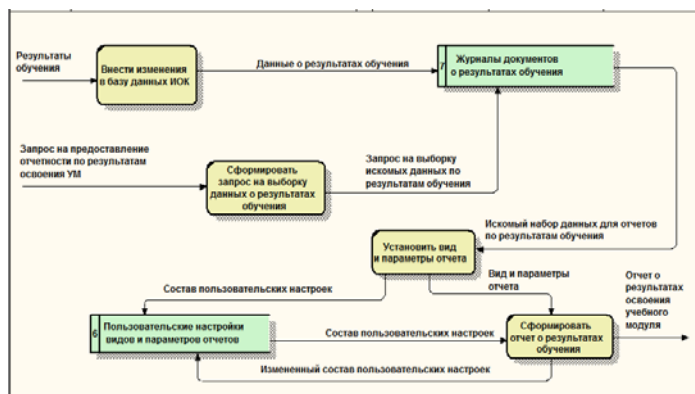 Результаты
обучения
Внести изменения
в базу данных ИОК
Данные о результатах обучения
7
Журналы документов
о результатах обучения
Запрос на предоставление
отчетности по результатам
освоения УМ
Сформировать
запрос на выборку
данных о результатах
обучения
Запрос на выборку
искомых данных по
результатам обучения
Искомый набор данных для отчетов
по результатам обучения
Установить вид
и параметры отчета
Состав пользовательских настроек
Вид и параметры
отчета
Отчет о
результатах
освоения
учебного
модуля
6
Пользовательские настройки
видов и параметров отчетов
Состав пользовательских настроек
Сформировать
отчет о результатах
обучения
Измененный состав пользовательских настроек